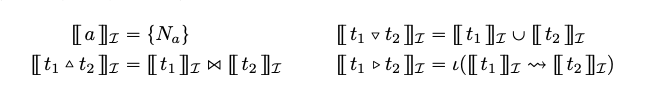 ⟦a⟧_ℐ = {N_a} ⟦t₁ ▿ t₂⟧_ℐ = ⟦t₁⟧_ℐ ∪ ⟦t₂⟧_ℐ
⟦t₁ ▵ t₂⟧_ℐ = ⟦t₁⟧_ℐ ⋈ ⟦t₂⟧_ℐ ⟦t₁ ▹ t₂⟧_ℐ = ι(⟦t₁⟧_ℐ ⇝ ⟦t₂⟧_ℐ)